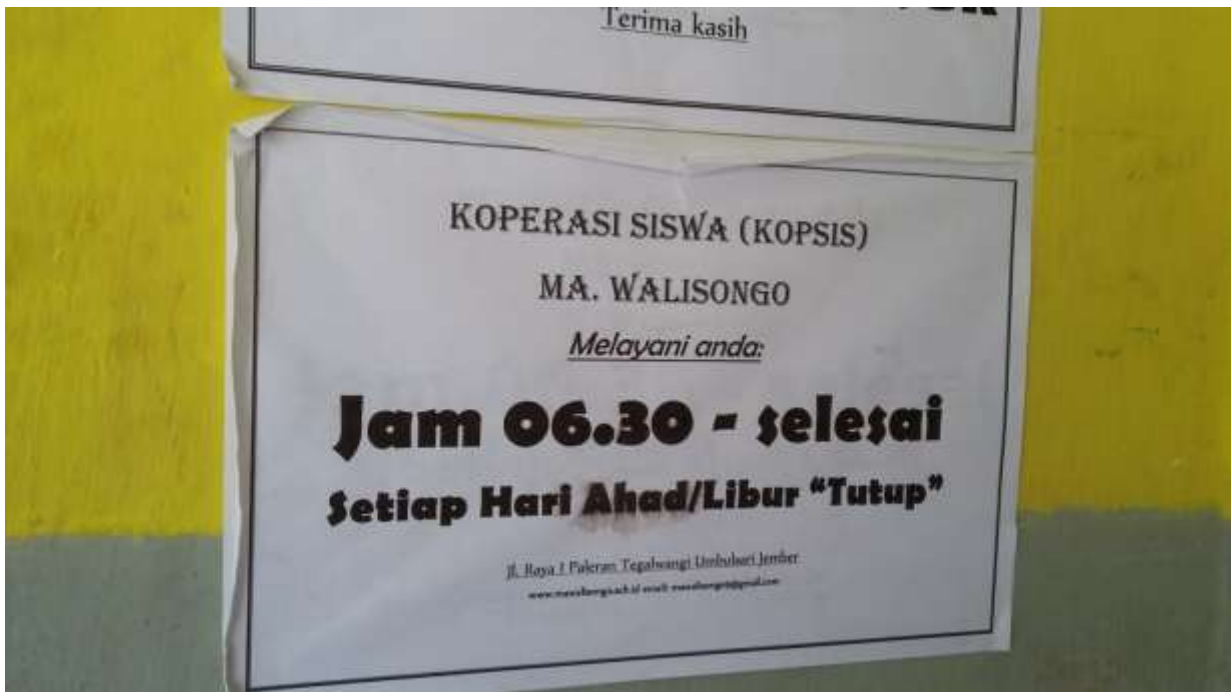 Terima kasih
KOPERASI SISWA (KOPSIS)
MA. WALISONGO
Melayani anda:
Jam 06.30 - selesai
Setiap Hari Ahad/Libur “Tutup”
Jl. Raya 1 Paleran Tegalwangi Umbulsari Jember